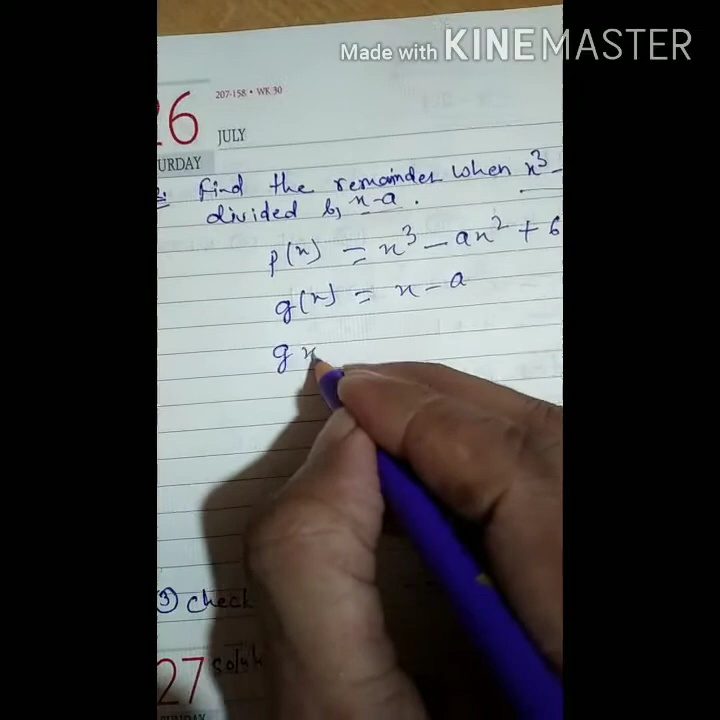 Made with KINEMASTER
26
207-158 • WK 30
JULY
URDAY
Find the remainder when x³ -
divided by x-a .
p(x) = x³ - ax² + 6
g(x) = x - a
g x
③ check
27 solut